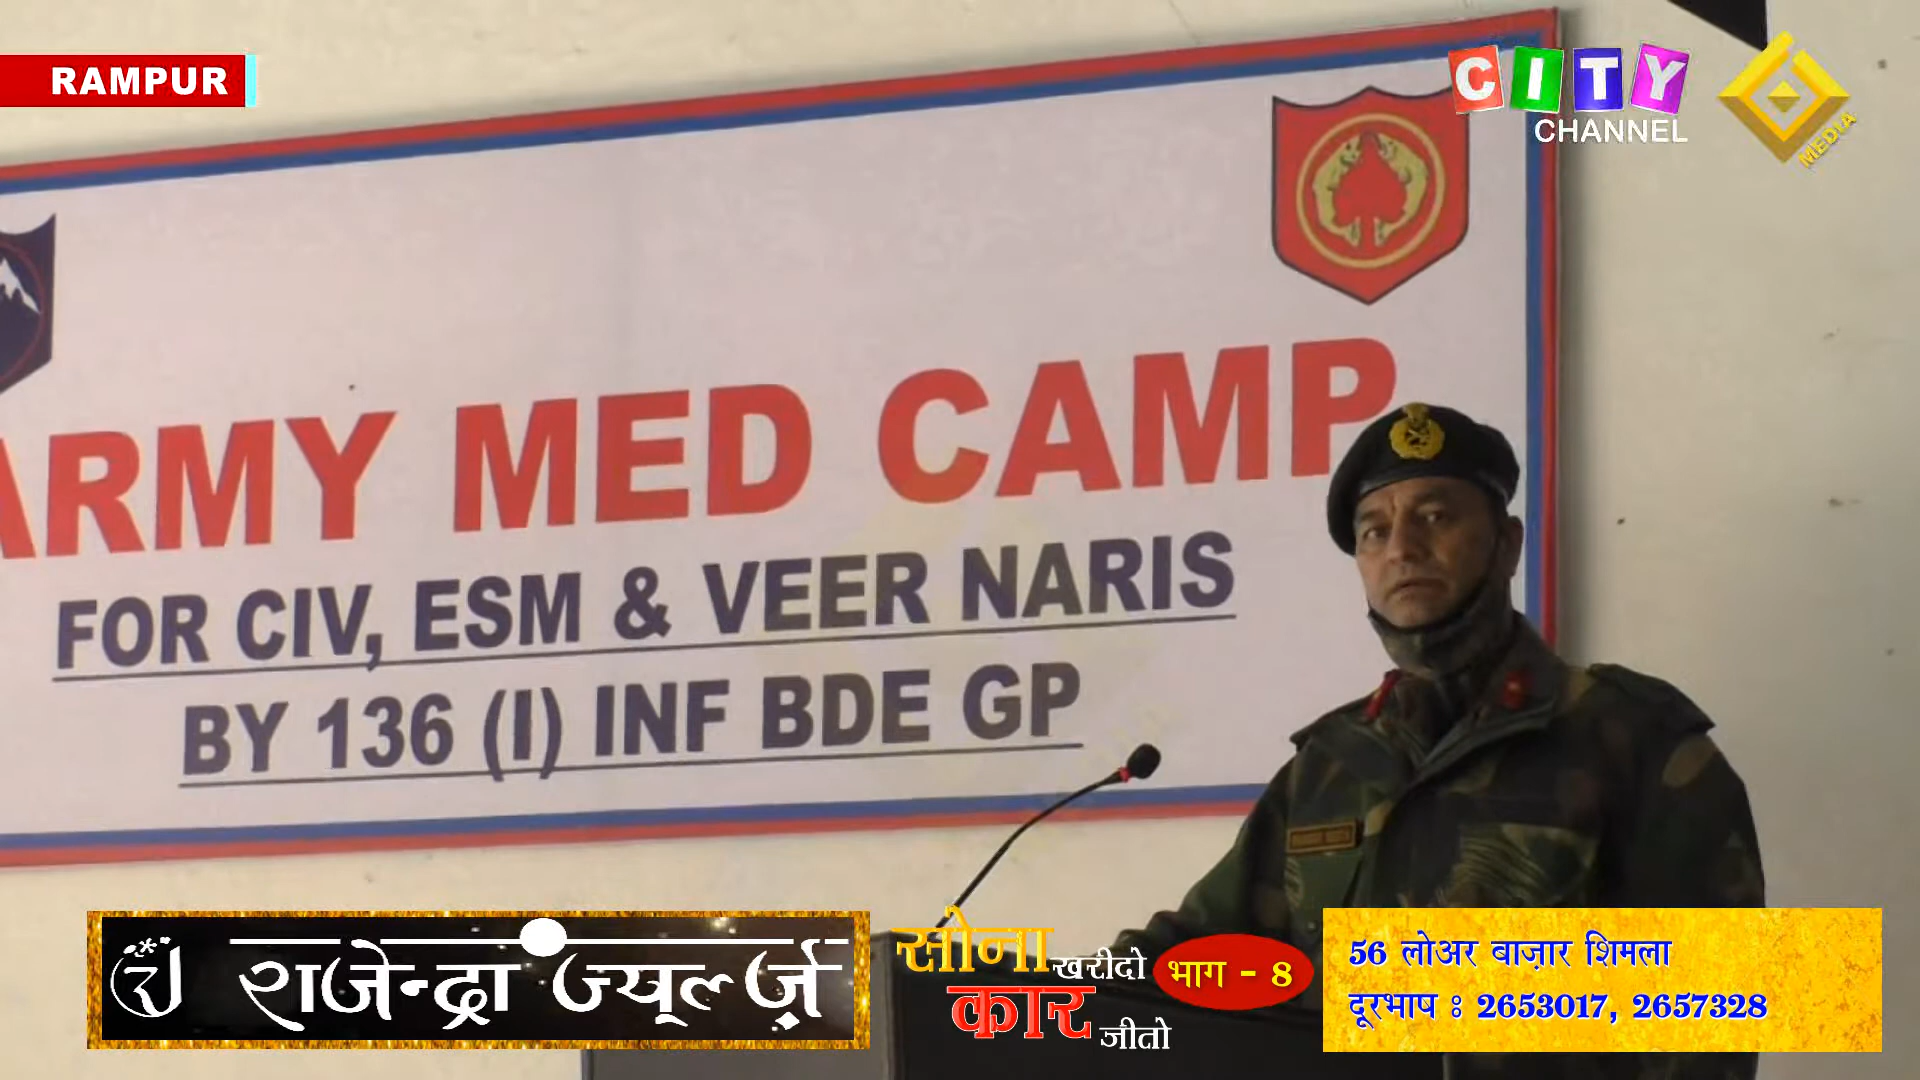 RAMPUR
CITY
CHANNEL
MEDIA
ARMY MED CAMP
FOR CIV, ESM & VEER NARIS
BY 136 (I) INF BDE GP
राजेन्द्रा ज्यूल्र्ज़
सोना
खरीदो
कार
जीतो
भाग - 8
56 लोअर बाज़ार शिमला
दूरभाष : 2653017, 2657328